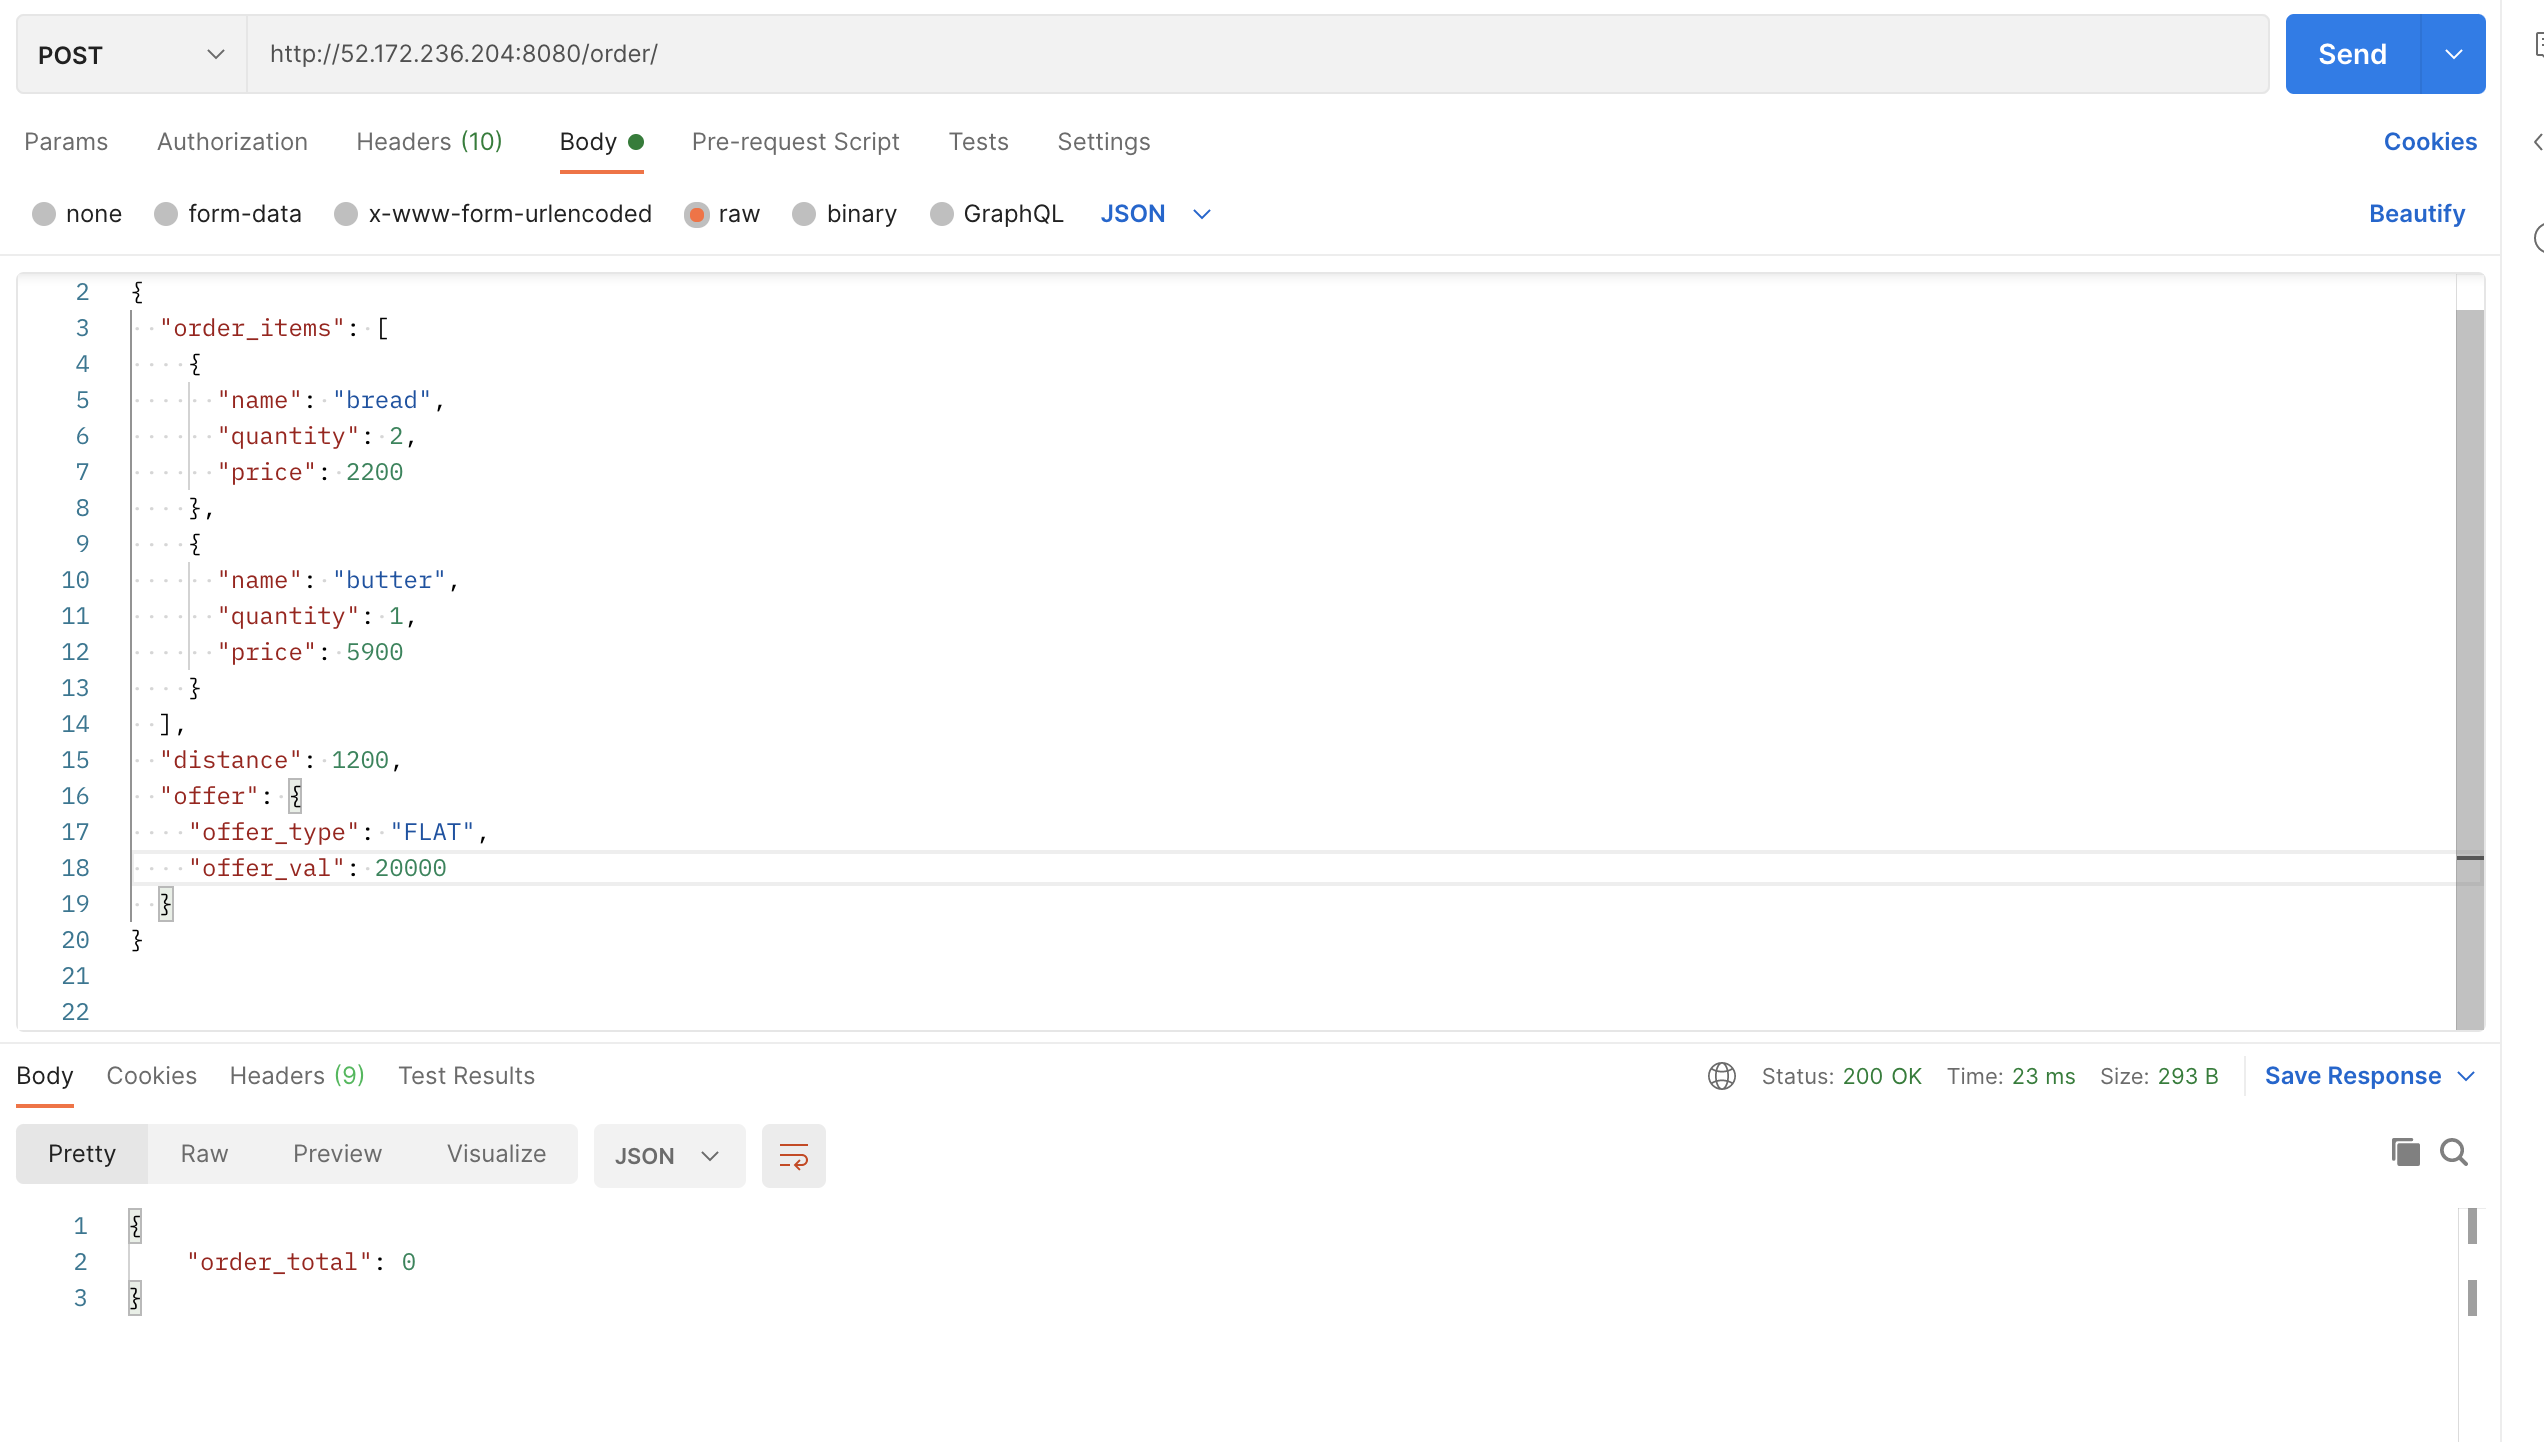 POST http://52.172.236.204:8080/order/ Send
Params Authorization Headers (10) Body Pre-request Script Tests Settings Cookies
none form-data x-www-form-urlencoded raw binary GraphQL JSON Beautify
2 {
3 "order_items": [
4 {
5 "name": "bread",
6 "quantity": 2,
7 "price": 2200
8 },
9 {
10 "name": "butter",
11 "quantity": 1,
12 "price": 5900
13 }
14 ],
15 "distance": 1200,
16 "offer": {
17 "offer_type": "FLAT",
18 "offer_val": 20000
19 }
20 }
21
22
Body Cookies Headers (9) Test Results Status: 200 OK Time: 23 ms Size: 293 B Save Response
Pretty Raw Preview Visualize JSON
1 {
2 "order_total": 0
3 }